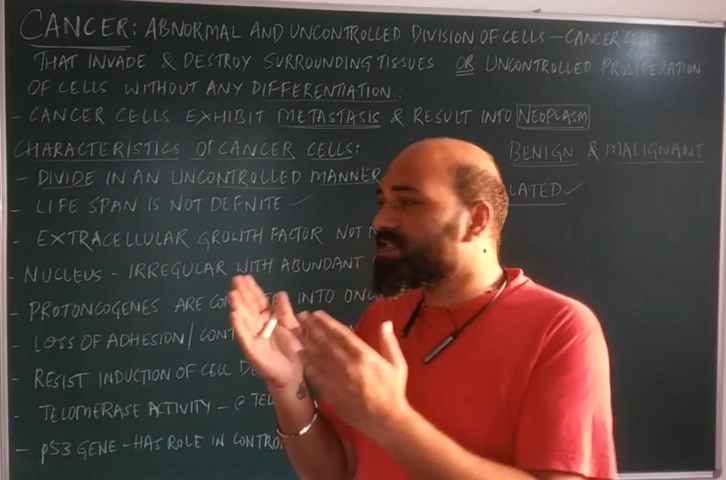 CANCER: ABNORMAL AND UNCONTROLLED DIVISION OF CELLS – CANCER
THAT INVADE & DESTROY SURROUNDING TISSUES OR UNCONTROLLED PROLIFERATION
OF CELLS WITHOUT ANY DIFFERENTIATION.
- CANCER CELLS EXHIBIT METASTASIS & RESULT INTO NEOPLASM
CHARACTERISTICS OF CANCER CELLS: BENIGN & MALIGNANT
- DIVIDE IN AN UNCONTROLLED MANNER LATED ✓
- LIFE SPAN IS NOT DEFNITE ✓
- EXTRACELLULAR GROWTH FACTOR NOT
- NUCLEUS – IRREGULAR WITH ABUNDANT
- PROTONCOGENES ARE INTO
- LOSS OF ADHESION/
- RESIST INDUCTION OF CELL
- TELOMERASE ACTIVITY – @ TEL
- p53 GENE – HAS ROLE IN CONTRO